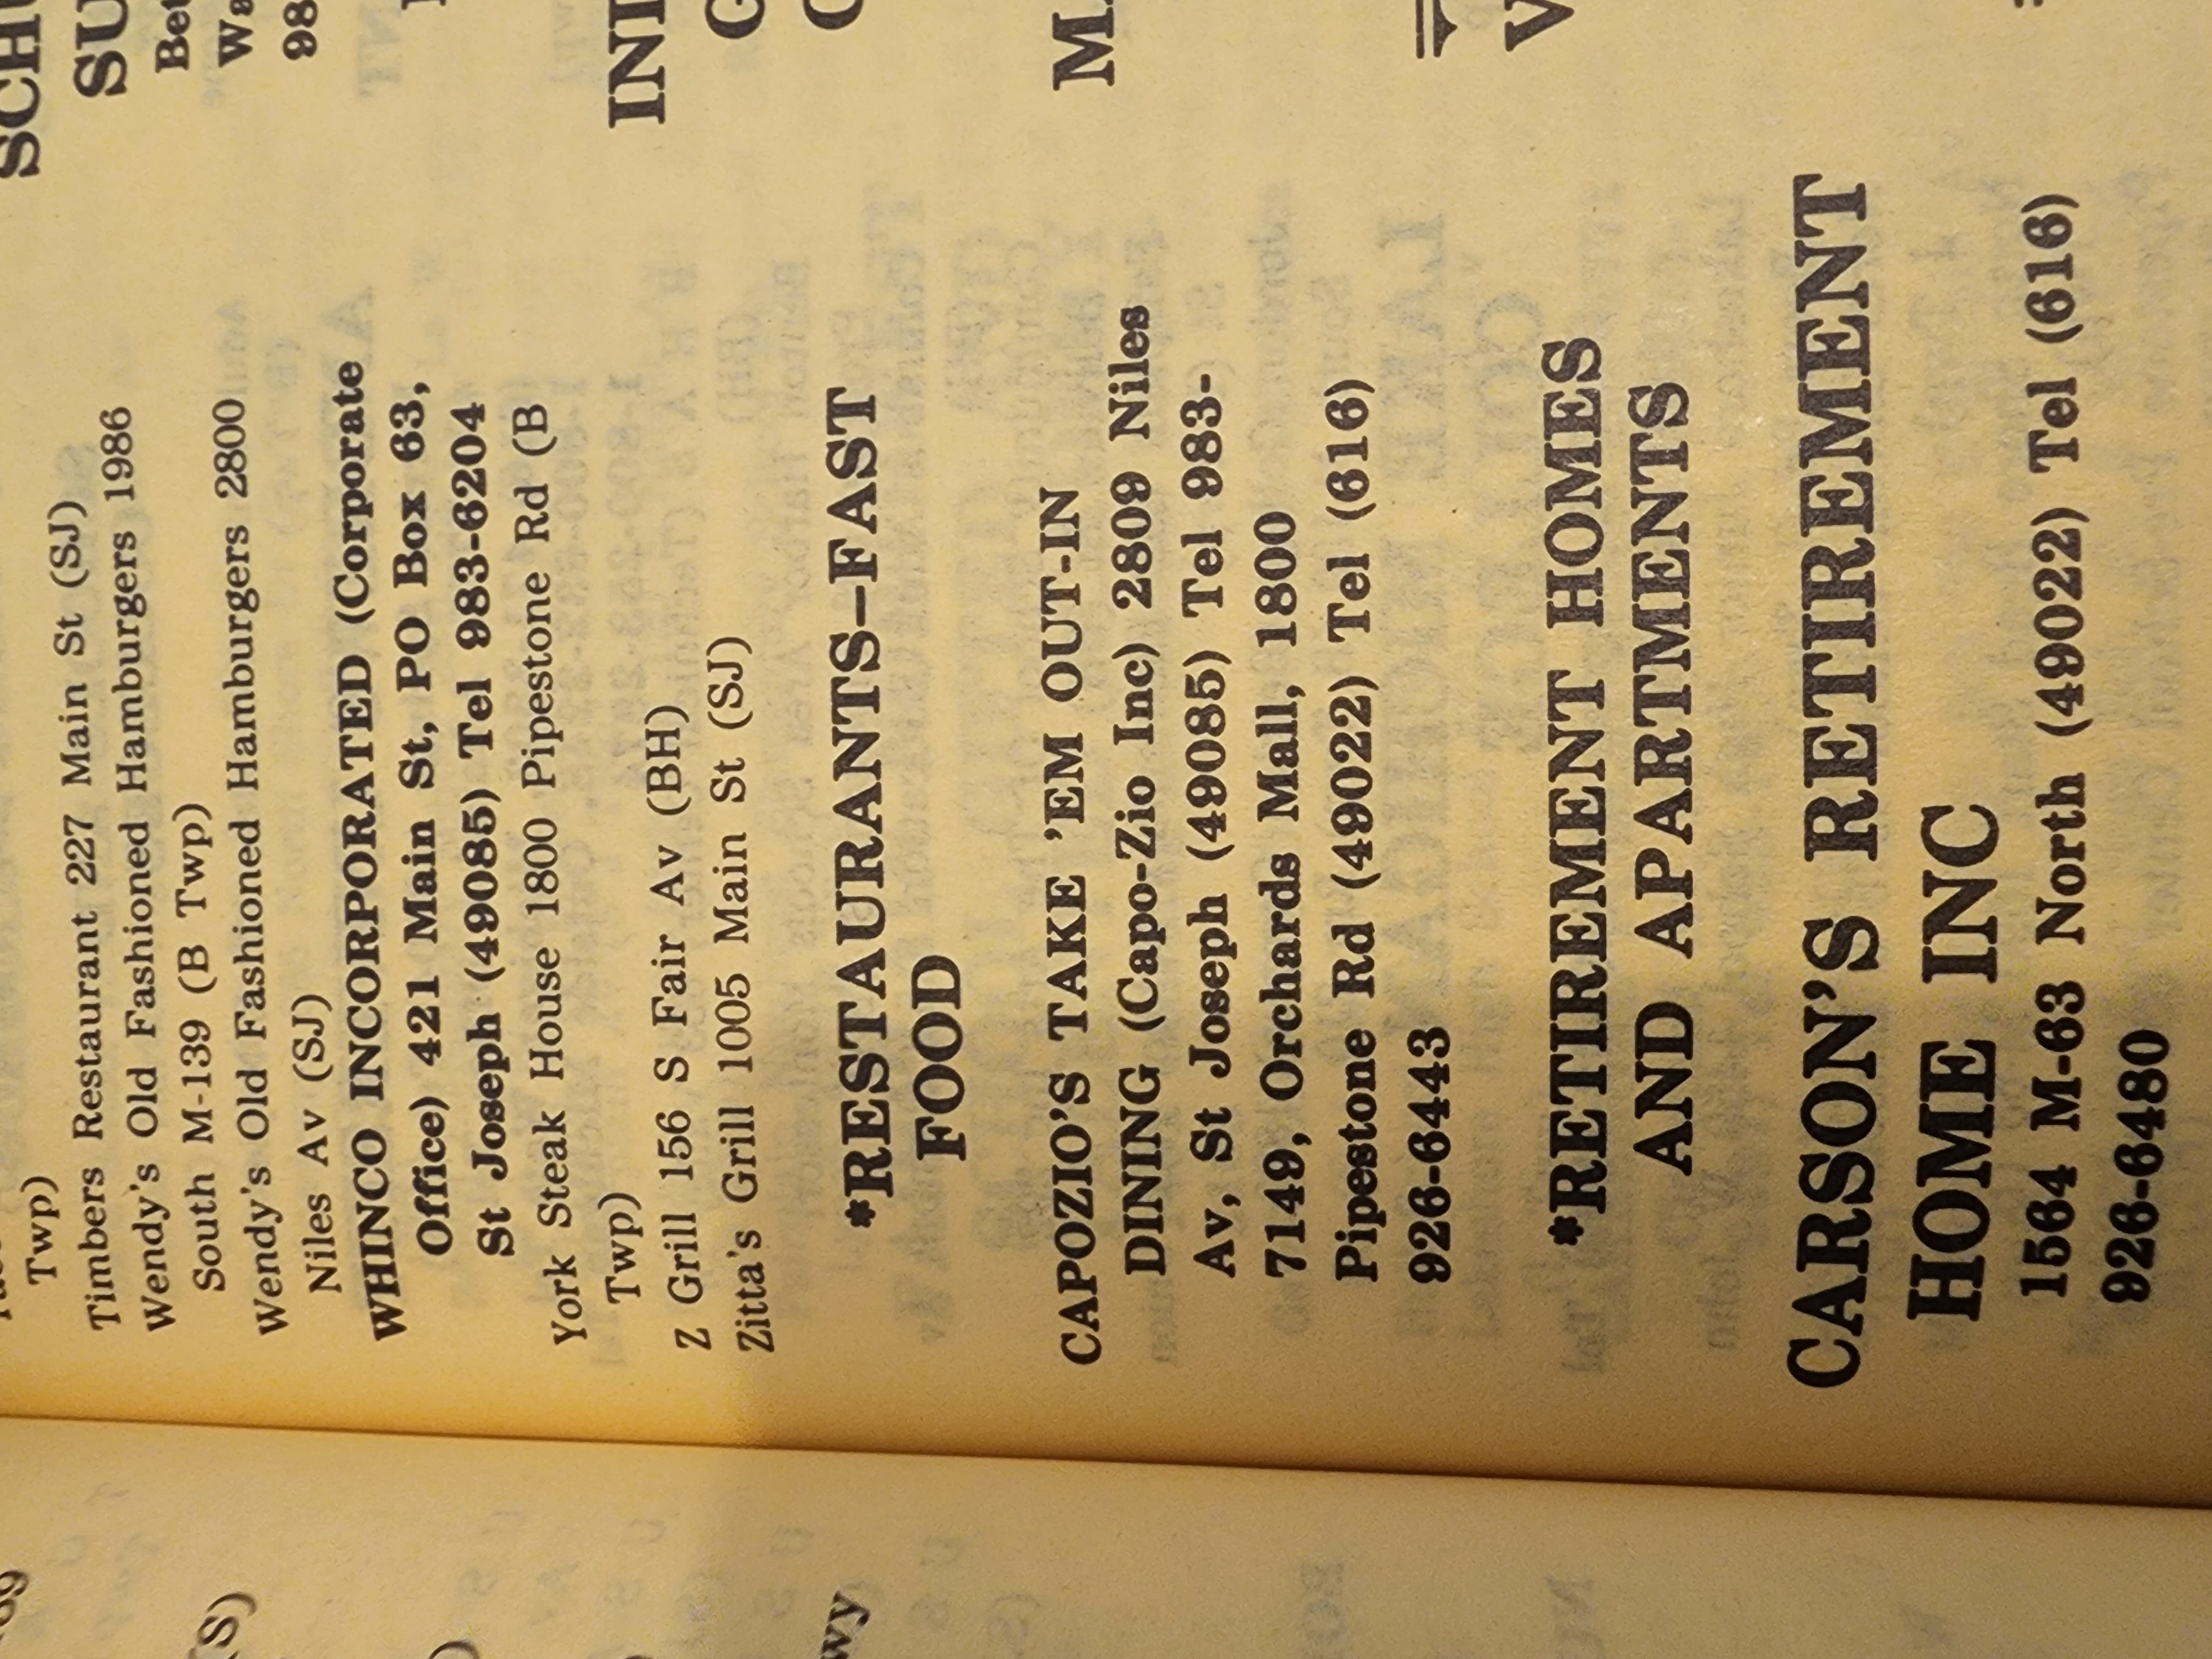 Twp)
Timbers Restaurant 227 Main St (SJ)
Wendy's Old Fashioned Hamburgers 1986
South M-139 (B Twp)
Wendy's Old Fashioned Hamburgers 2800
Niles Av (SJ)
WHINCO INCORPORATED (Corporate
Office) 421 Main St, PO Box 63,
St Joseph (49085) Tel 983-6204
York Steak House 1800 Pipestone Rd (B
Twp)
Z Grill 156 S Fair Av (BH)
Zitta's Grill 1005 Main St (SJ)
*RESTAURANTS—FAST
FOOD
CAPOZIO'S TAKE 'EM OUT-IN
DINING (Capo-Zio Inc) 2809 Niles
Av, St Joseph (49085) Tel 983-
7149, Orchards Mall, 1800
Pipestone Rd (49022) Tel (616)
926-6443
*RETIREMENT HOMES
AND APARTMENTS
CARSON'S RETIREMENT
HOME INC
1564 M-63 North (49022) Tel (616)
926-6480